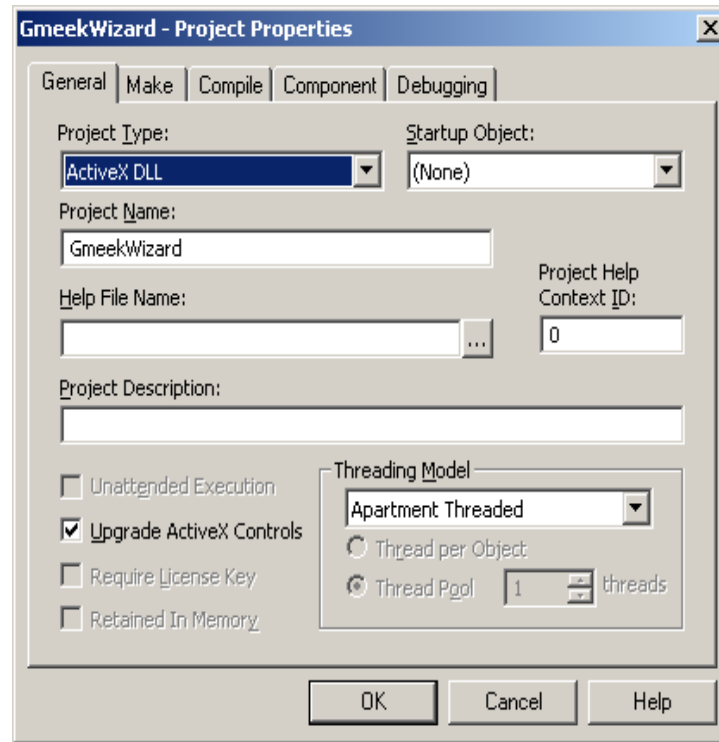 GmeekWizard - Project Properties
General Make Compile Component Debugging
Project Type: Startup Object:
ActiveX DLL (None)
Project Name:
GmeekWizard
Project Help
Context ID:
Help File Name:
... 0
Project Description:
Unattended Execution
Upgrade ActiveX Controls
Require License Key
Retained In Memory
Threading Model
Apartment Threaded
Thread per Object
Thread Pool 1 threads
OK Cancel Help